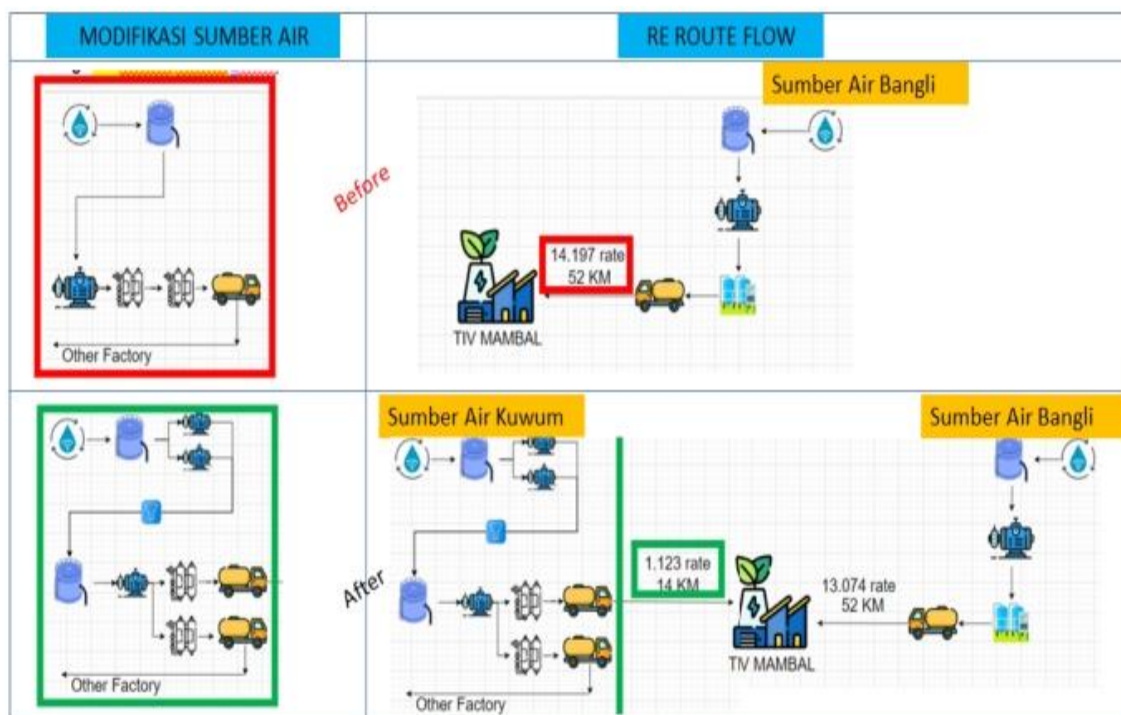 MODIFIKASI SUMBER AIR
RE ROUTE FLOW
Other Factory
Before
Sumber Air Bangli
14.197 rate
52 KM
TIV MAMBAL
Other Factory
After
Sumber Air Kuwum
Other Factory
1.123 rate
14 KM
TIV MAMBAL
13.074 rate
52 KM
Sumber Air Bangli